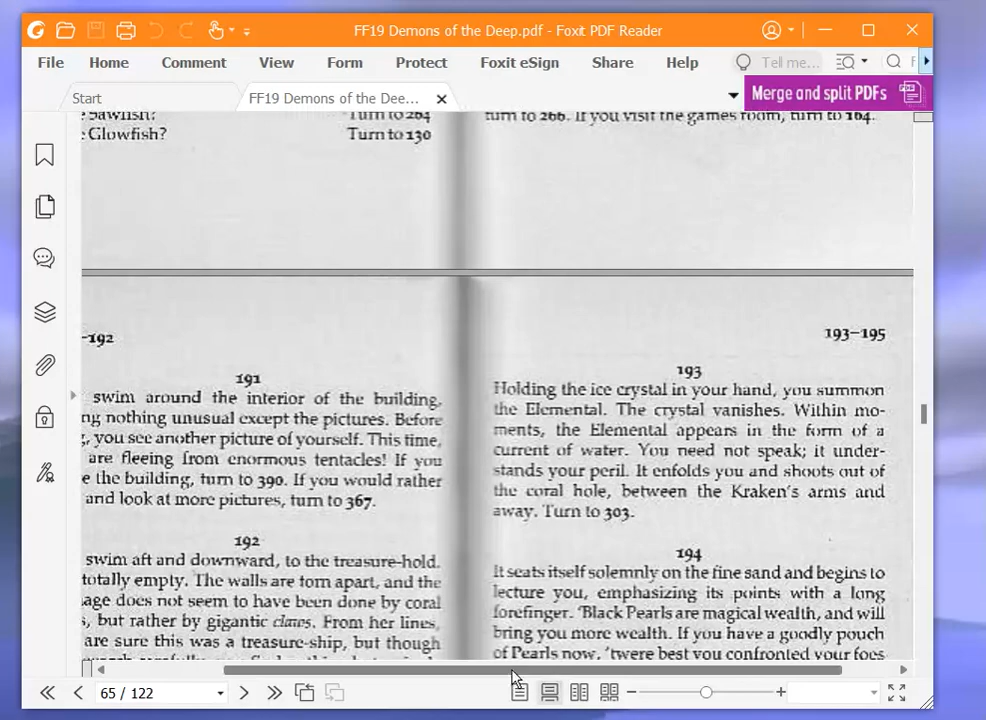 FF19 Demons of the Deep.pdf - Foxit PDF Reader
File Home Comment View Form Protect Foxit eSign Share Help Tell me... F
Start FF19 Demons of the Dee... Merge and split PDFs
Sawfish? Turn to 264
Glowfish? Turn to 130
turn to 266. If you visit the games room, turn to 164.
-192
191
swim around the interior of the building,
ng nothing unusual except the pictures. Before
, you see another picture of yourself. This time,
are fleeing from enormous tentacles! If you
e the building, turn to 390. If you would rather
and look at more pictures, turn to 367.
192
swim aft and downward, to the treasure-hold.
totally empty. The walls are torn apart, and the
age does not seem to have been done by coral
s, but rather by gigantic claws. From her lines,
are sure this was a treasure-ship, but though
193–195
193
Holding the ice crystal in your hand, you summon
the Elemental. The crystal vanishes. Within mo-
ments, the Elemental appears in the form of a
current of water. You need not speak; it under-
stands your peril. It enfolds you and shoots out of
the coral hole, between the Kraken's arms and
away. Turn to 303.
194
It seats itself solemnly on the fine sand and begins to
lecture you, emphasizing its points with a long
forefinger. 'Black Pearls are magical wealth, and will
bring you more wealth. If you have a goodly pouch
of Pearls now, 'twere best you confronted your foes
65 / 122